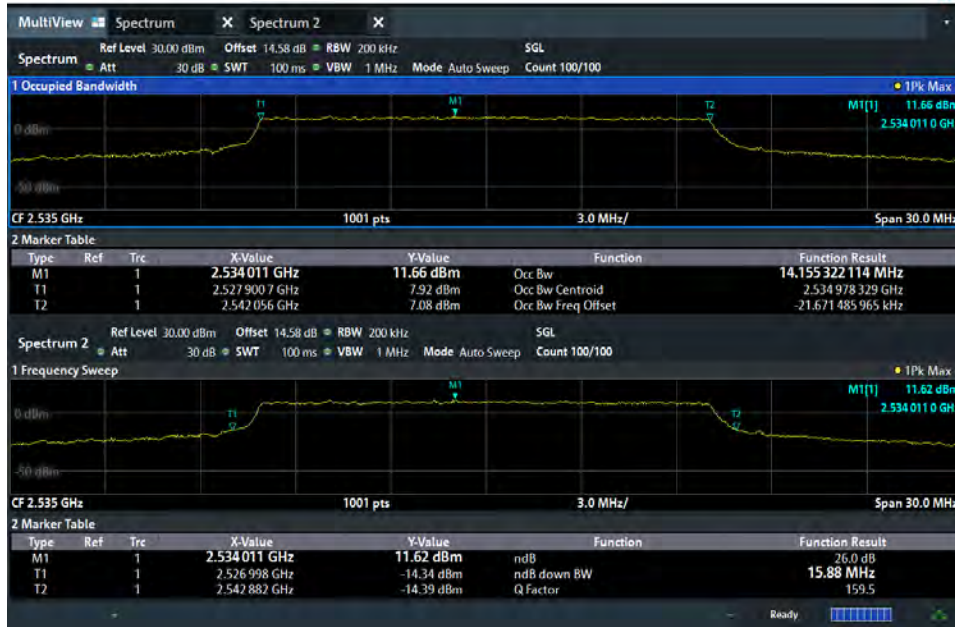 MultiView Spectrum X Spectrum 2 X
Ref Level 30.00 dBm Offset 14.58 dB RBW 200 kHz SGL
Spectrum Att 30 dB SWT 100 ms VBW 1 MHz Mode Auto Sweep Count 100/100
1 Occupied Bandwidth 1Pk Max
T1 M1 T2 M1[1] 11.66 dBm
0 dBm 2.534 011 0 GH
-50 dBm
CF 2.535 GHz 1001 pts 3.0 MHz/ Span 30.0 MHz
2 Marker Table
Type Ref Trc X-Value Y-Value Function Function Result
M1 1 2.534 011 GHz 11.66 dBm Occ Bw 14.155 322 114 MHz
T1 1 2.527 900 7 GHz 7.92 dBm Occ Bw Centroid 2.534 978 329 GHz
T2 1 2.542 056 GHz 7.08 dBm Occ Bw Freq Offset -21.671 485 965 kHz
Ref Level 30.00 dBm Offset 14.58 dB RBW 200 kHz SGL
Spectrum 2 Att 30 dB SWT 100 ms VBW 1 MHz Mode Auto Sweep Count 100/100
1 Frequency Sweep 1Pk Max
M1 M1[1] 11.62 dBm
T1 T2 2.534 011 0 GH
0 dBm
-50 dBm
CF 2.535 GHz 1001 pts 3.0 MHz/ Span 30.0 MHz
2 Marker Table
Type Ref Trc X-Value Y-Value Function Function Result
M1 1 2.534 011 GHz 11.62 dBm ndB 26.0 dB
T1 1 2.526 998 GHz -14.34 dBm ndB down BW 15.88 MHz
T2 1 2.542 882 GHz -14.39 dBm Q Factor 159.5
Ready